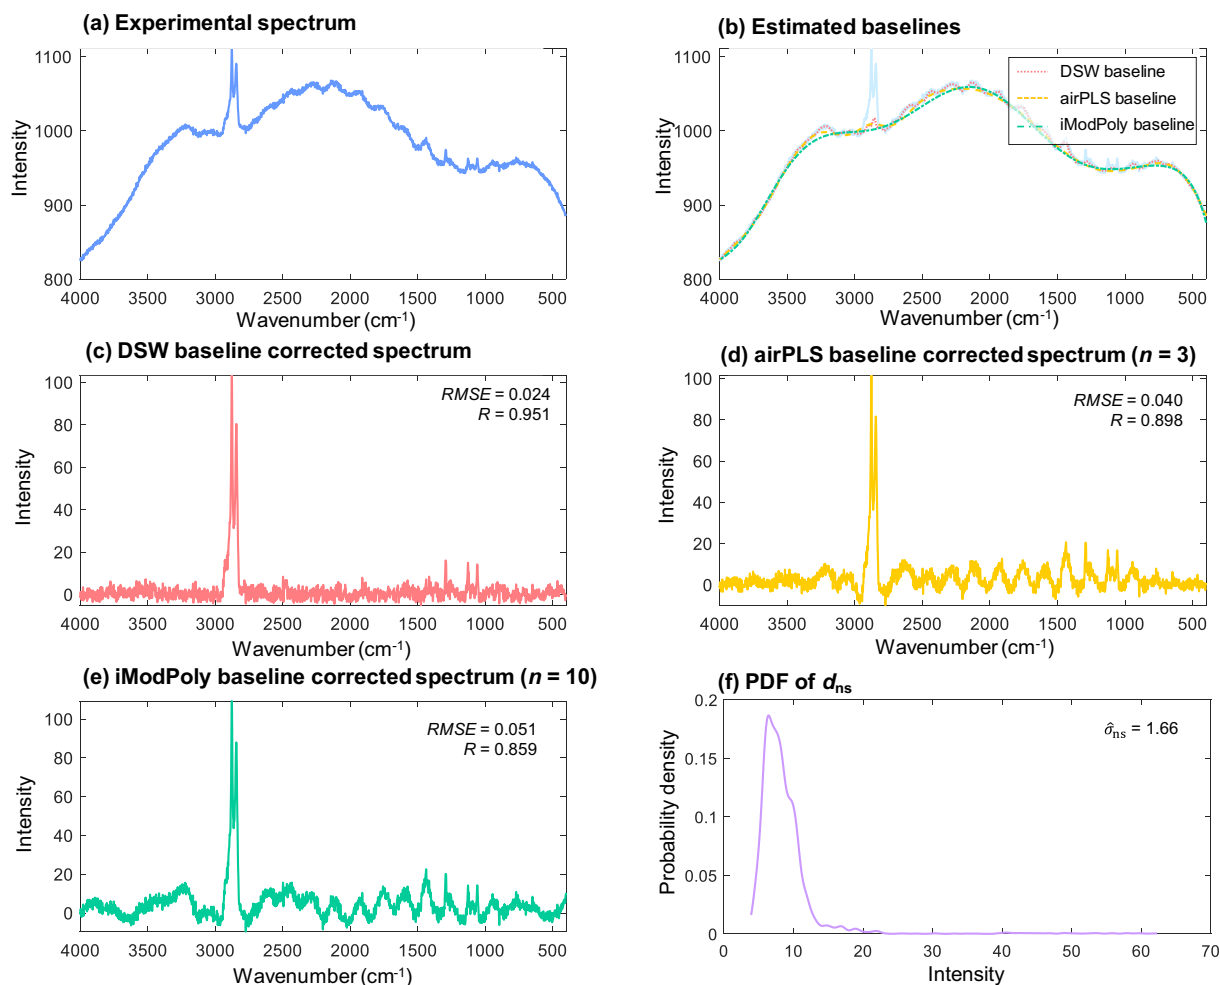 (a) Experimental spectrum
1100
1000
900
800
Intensity
4000 3500 3000 2500 2000 1500 1000 500
Wavenumber (cm⁻¹)
(b) Estimated baselines
DSW baseline
airPLS baseline
iModPoly baseline
1100
1000
900
800
Intensity
4000 3500 3000 2500 2000 1500 1000 500
Wavenumber (cm⁻¹)
(c) DSW baseline corrected spectrum
RMSE = 0.024
R = 0.951
100
80
60
40
20
0
Intensity
4000 3500 3000 2500 2000 1500 1000 500
Wavenumber (cm⁻¹)
(d) airPLS baseline corrected spectrum (n = 3)
RMSE = 0.040
R = 0.898
100
80
60
40
20
0
Intensity
4000 3500 3000 2500 2000 1500 1000 500
Wavenumber (cm⁻¹)
(e) iModPoly baseline corrected spectrum (n = 10)
RMSE = 0.051
R = 0.859
100
80
60
40
20
0
Intensity
4000 3500 3000 2500 2000 1500 1000 500
Wavenumber (cm⁻¹)
(f) PDF of dₙₛ
σ̂ₙₛ = 1.66
0.2
0.15
0.1
0.05
0
Probability density
0 10 20 30 40 50 60 70
Intensity